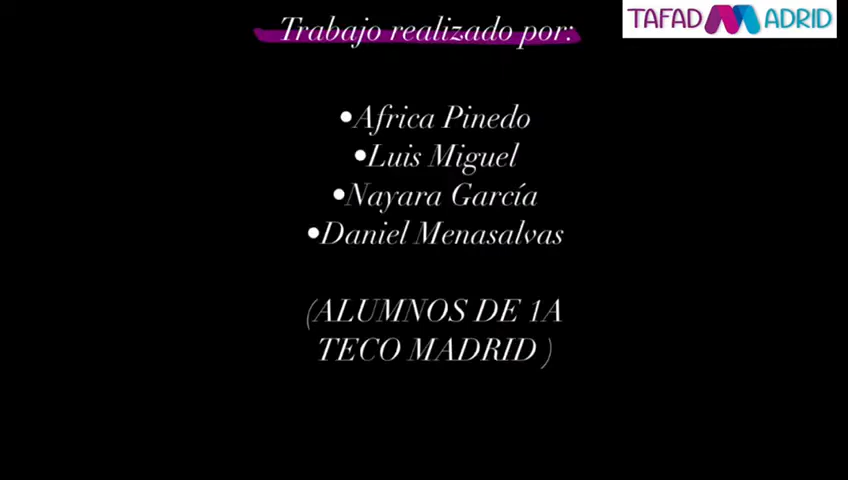 Trabajo realizado por:
TAFAD MADRID
•Africa Pinedo
•Luis Miguel
•Nayara García
•Daniel Menasalvas
(ALUMNOS DE 1A
TECO MADRID )